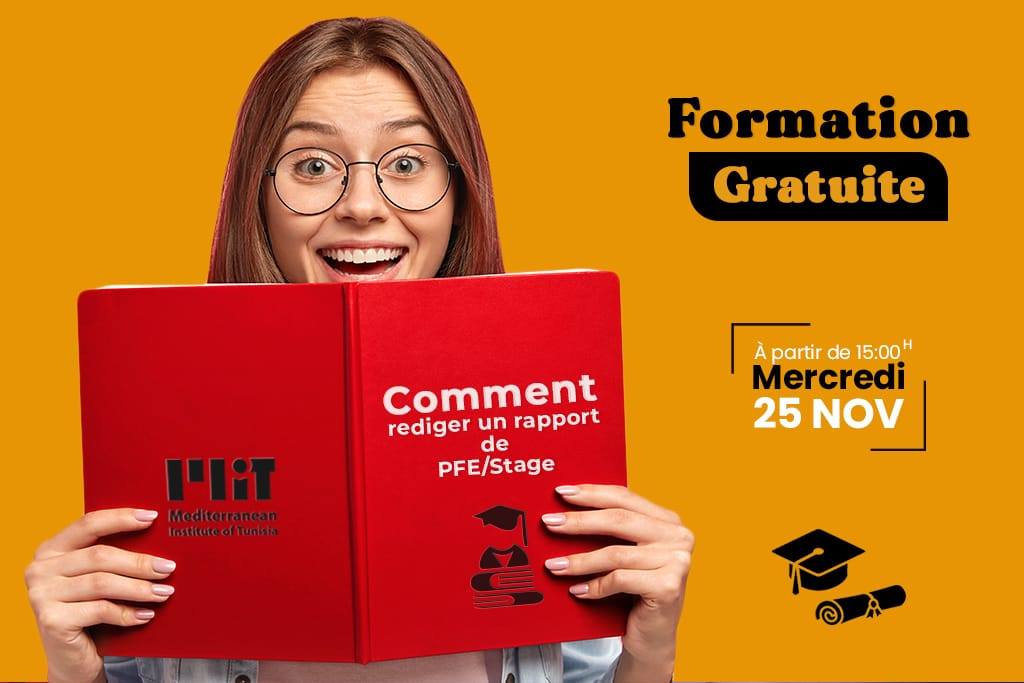 Formation
Gratuite
À partir de 15:00 H
Mercredi
25 NOV
Comment
rediger un rapport
de
PFE/Stage
MIT
Mediterranean
Institute of Tunisia